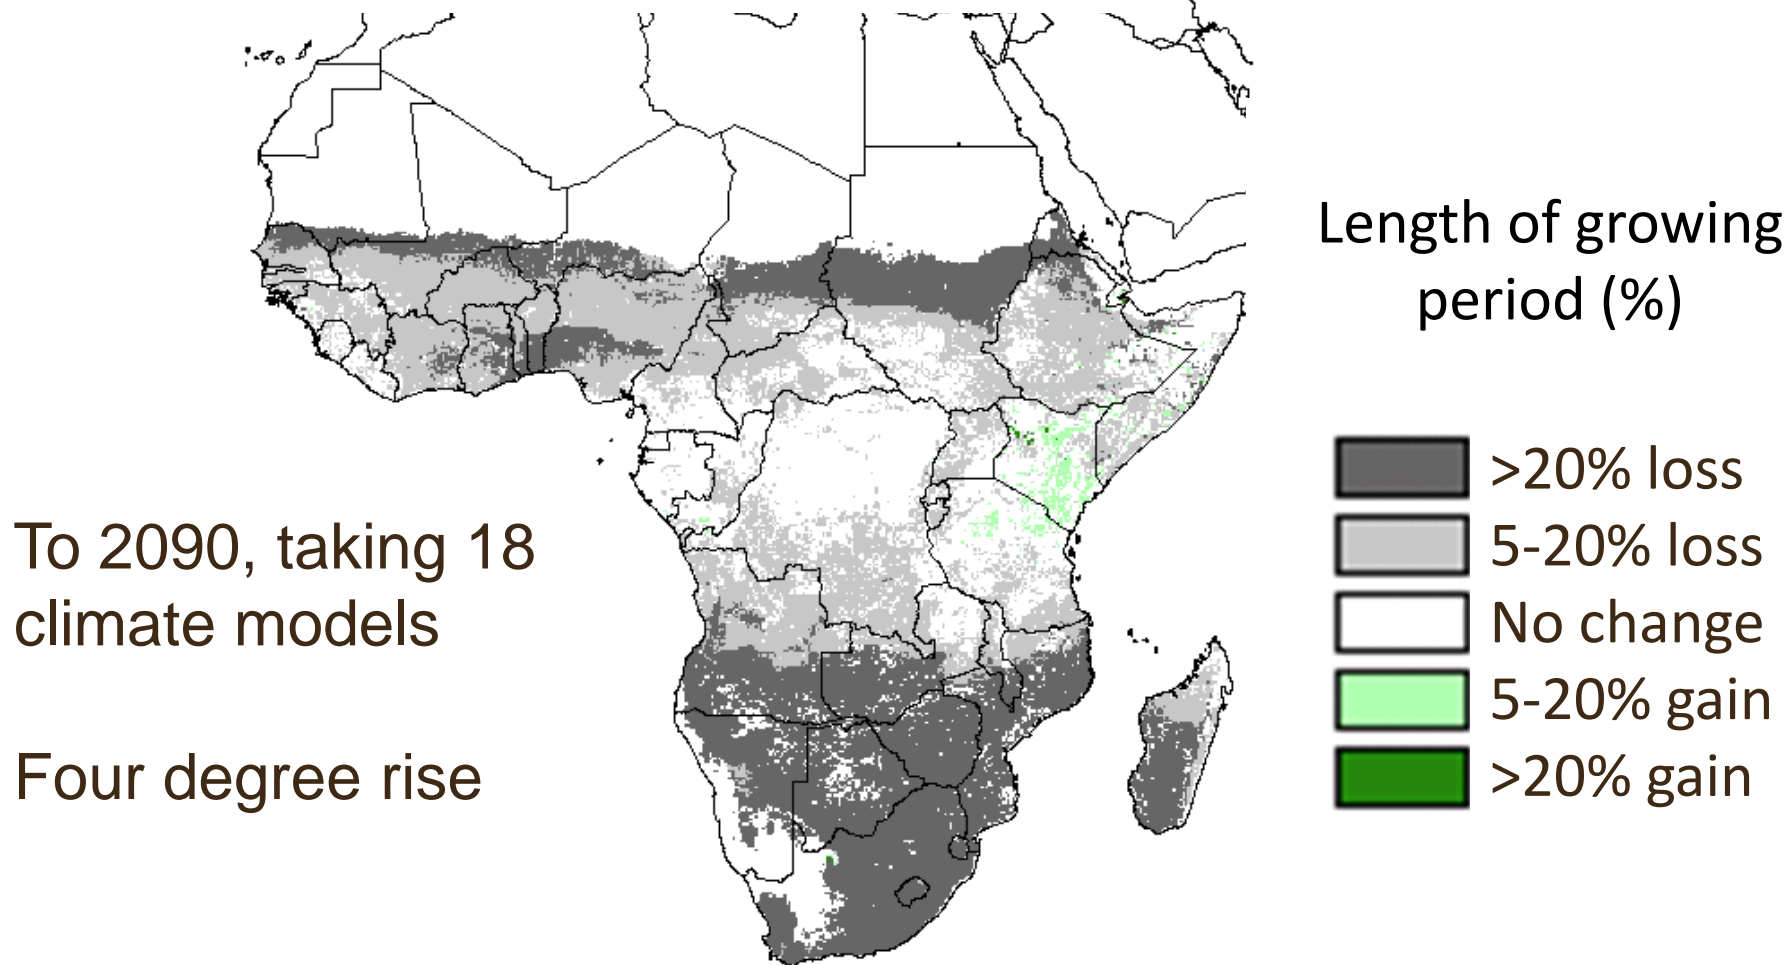 Length of growing
period (%)
>20% loss
5-20% loss
No change
5-20% gain
>20% gain
To 2090, taking 18
climate models
Four degree rise